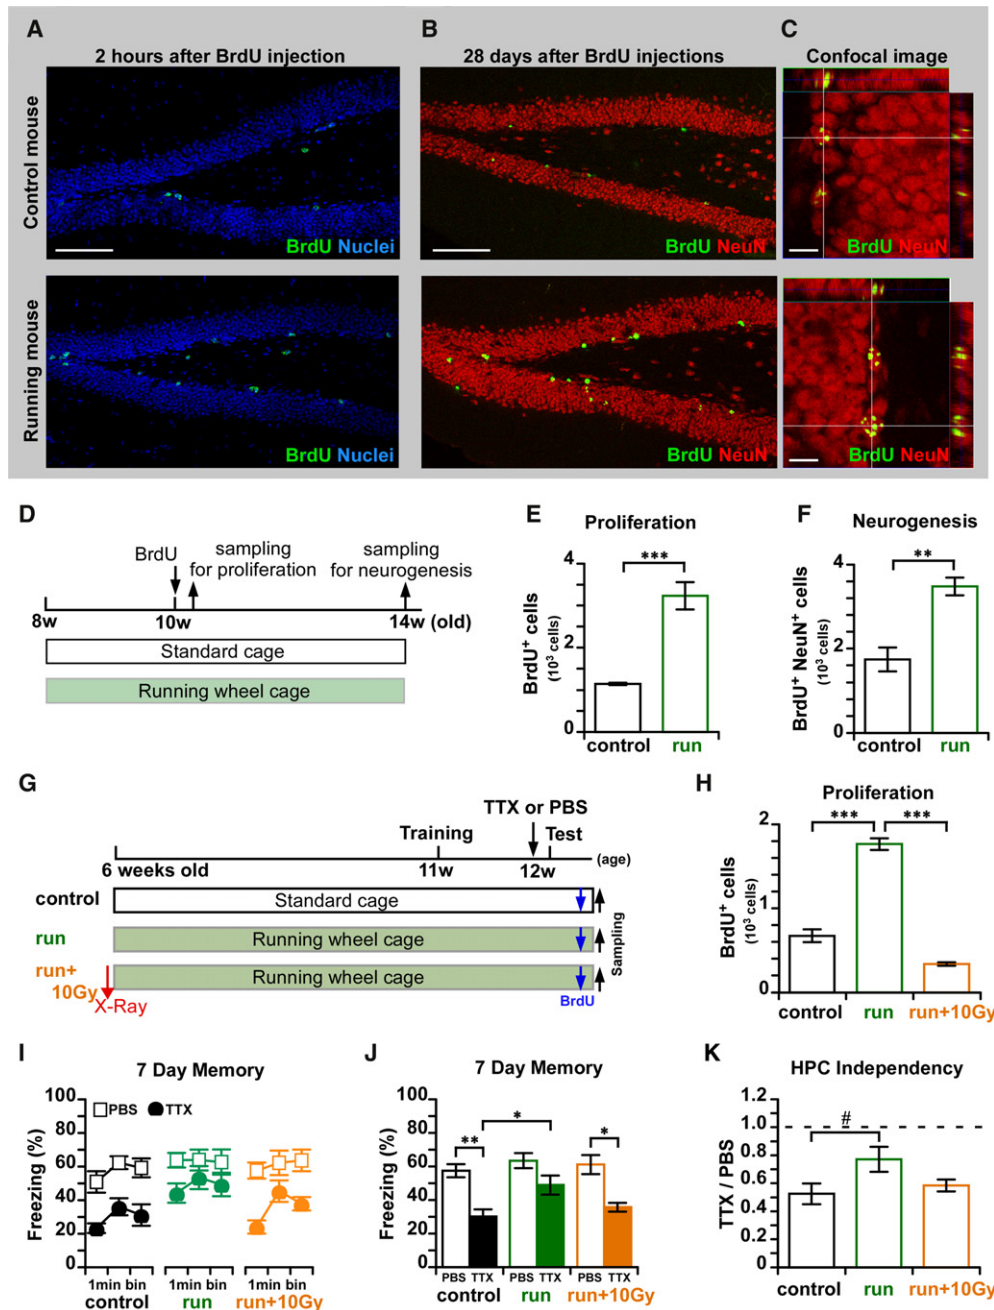 A
B
C
2 hours after BrdU injection
28 days after BrdU injections
Confocal image
Control mouse
BrdU Nuclei
BrdU NeuN
BrdU NeuN
Running mouse
BrdU Nuclei
BrdU NeuN
BrdU NeuN
D
BrdU
sampling for proliferation
sampling for neurogenesis
8w
10w
14w (old)
Standard cage
Running wheel cage
E
Proliferation
***
BrdU+ cells
(10³ cells)
4
2
0
control
run
F
Neurogenesis
**
BrdU+ NeuN+ cells
(10³ cells)
4
2
0
control
run
G
TTX or PBS
Training
Test
(age)
6 weeks old
11w
12w
control
Standard cage
run
Running wheel cage
run+
10Gy
Running wheel cage
X-Ray
BrdU
Sampling
H
Proliferation
***
***
BrdU+ cells
(10³ cells)
2
1
0
control
run
run+10Gy
I
7 Day Memory
PBS
TTX
Freezing (%)
100
80
60
40
20
0
1min bin
1min bin
1min bin
control
run
run+10Gy
J
7 Day Memory
**
*
*
Freezing (%)
100
80
60
40
20
0
PBS TTX
PBS TTX
PBS TTX
control
run
run+10Gy
K
HPC Independency
#
TTX / PBS
1.2
1.0
0.8
0.6
0.4
0.2
0
control
run
run+10Gy